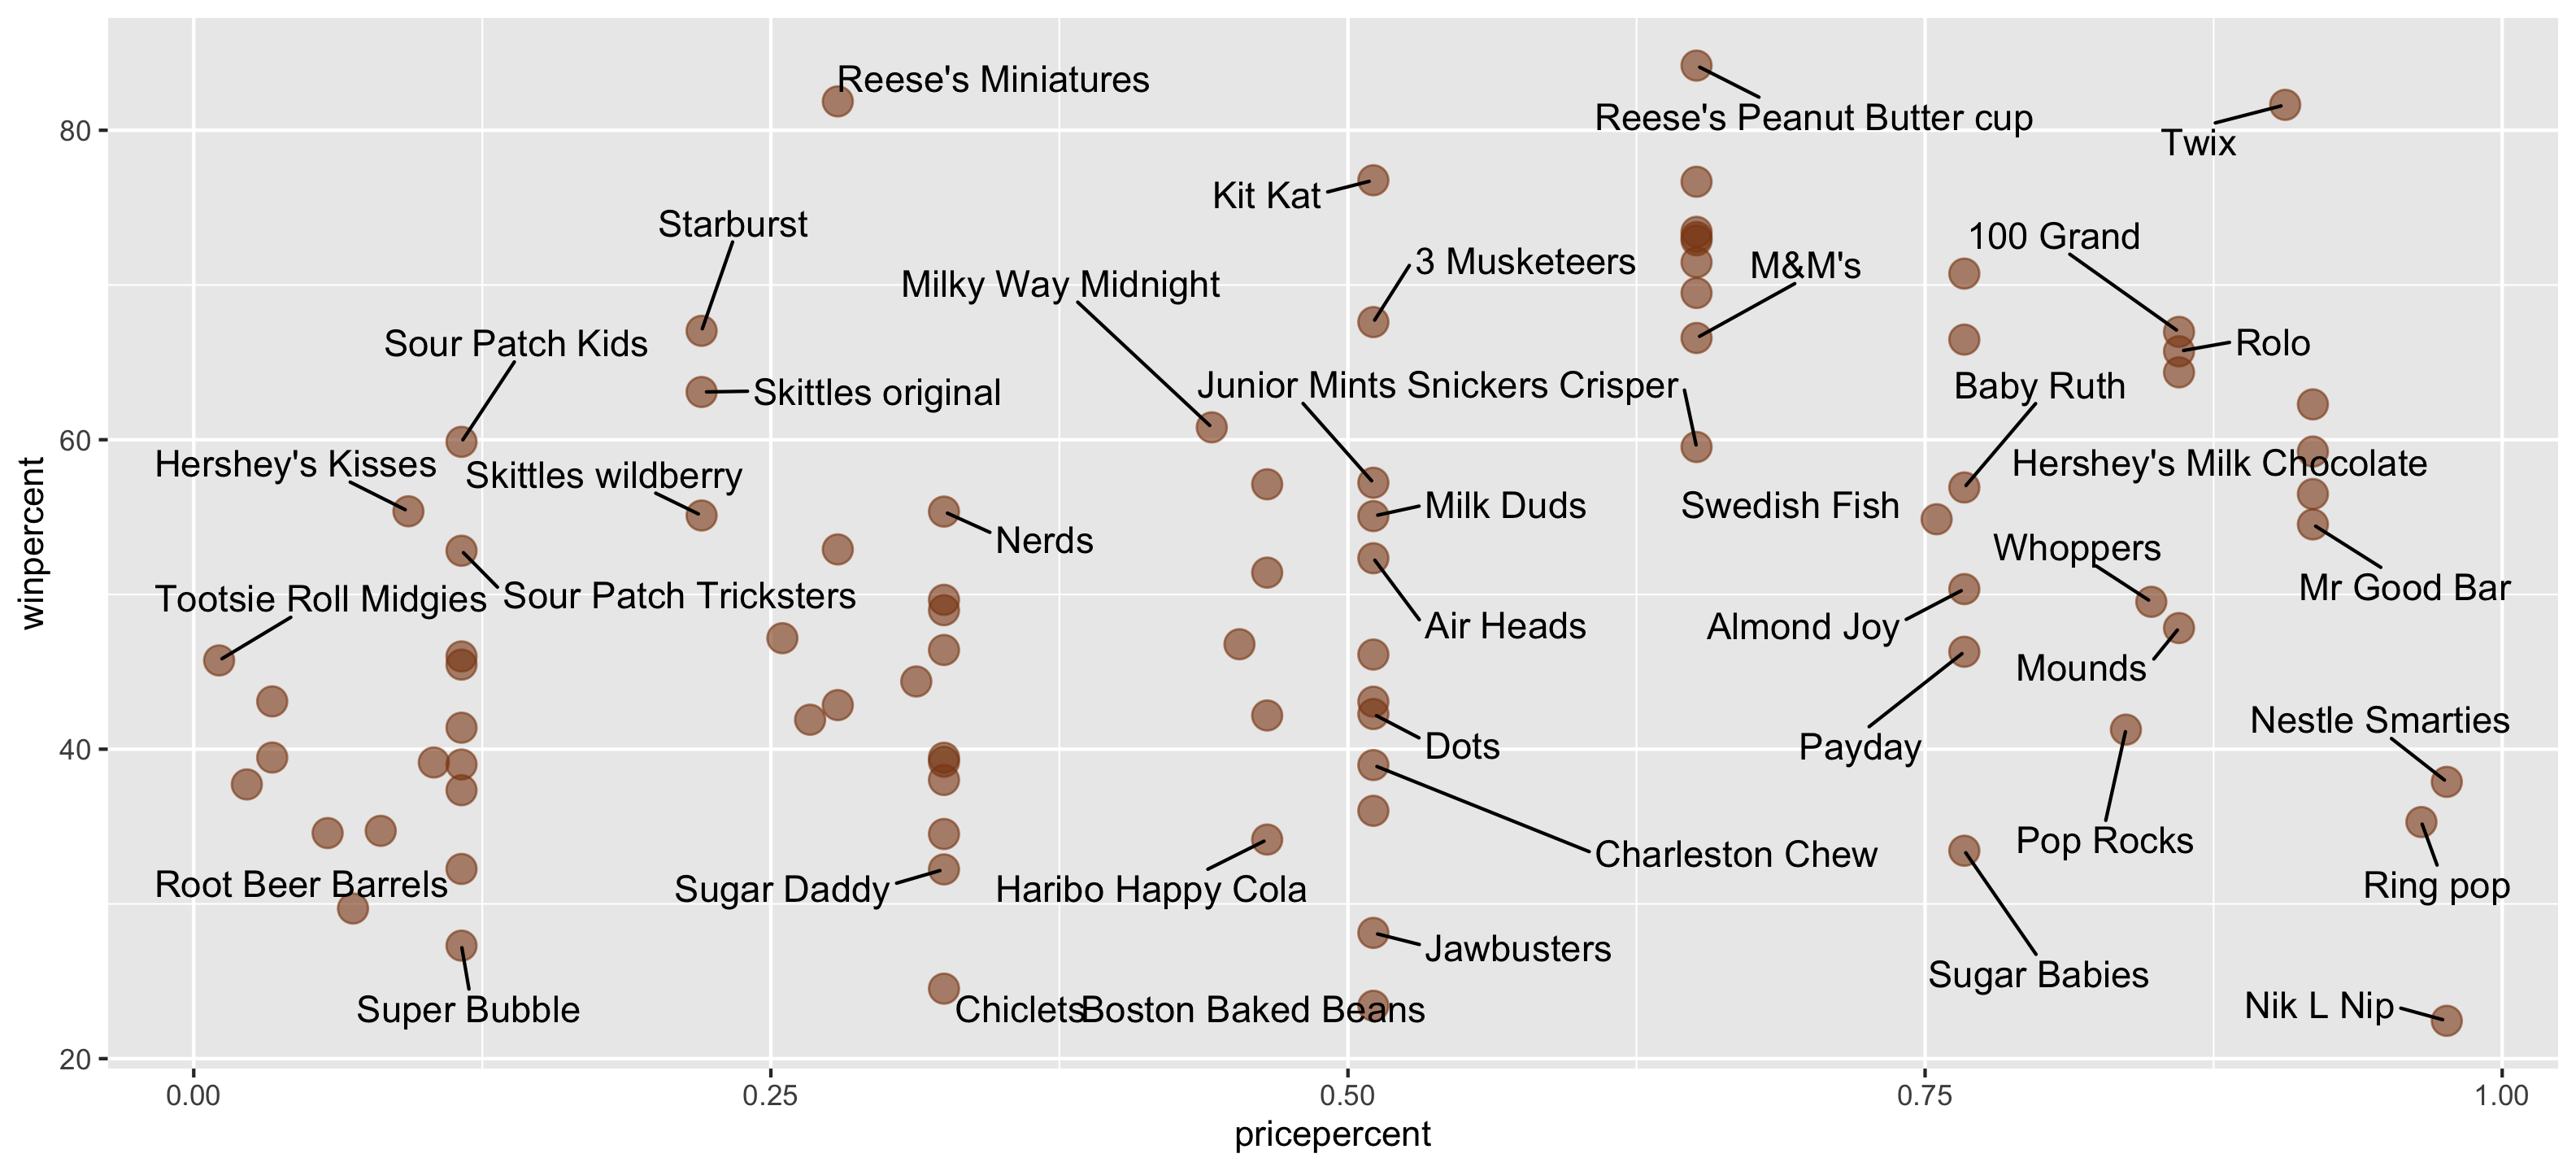 Reese's Miniatures
Reese's Peanut Butter cup
80
Twix
Kit Kat
Starburst
100 Grand
3 Musketeers
M&M's
Milky Way Midnight
Sour Patch Kids
Rolo
Skittles original
Junior Mints
Snickers Crisper
Baby Ruth
60
Hershey's Kisses
Skittles wildberry
Hershey's Milk Chocolate
Milk Duds
Swedish Fish
Nerds
Whoppers
Mr Good Bar
Tootsie Roll Midgies
Sour Patch Tricksters
Air Heads
Almond Joy
Mounds
Nestle Smarties
Dots
Payday
40
Pop Rocks
Charleston Chew
Root Beer Barrels
Sugar Daddy
Haribo Happy Cola
Ring pop
Jawbusters
Sugar Babies
Super Bubble
Chiclets
Boston Baked Beans
Nik L Nip
20
winpercent
0.00
0.25
0.50
0.75
1.00
pricepercent